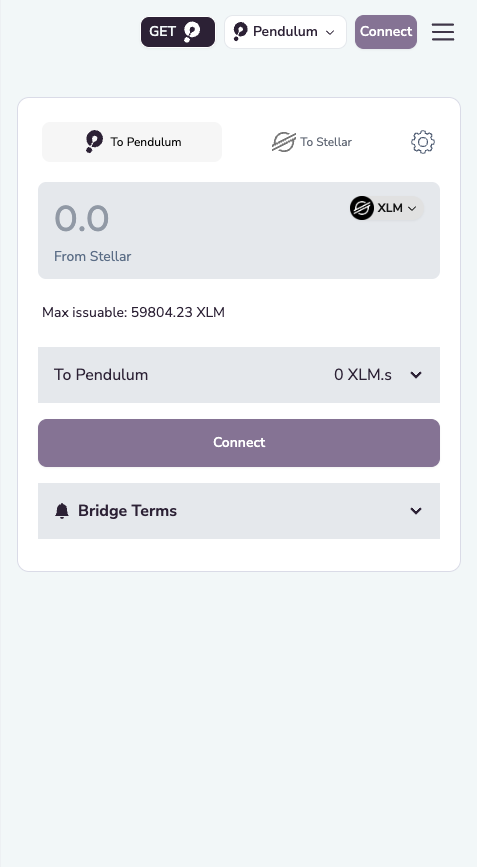 GET
Pendulum
Connect
To Pendulum
To Stellar
0.0
XLM
From Stellar
Max issuable: 59804.23 XLM
To Pendulum
0 XLM.s
Connect
Bridge Terms